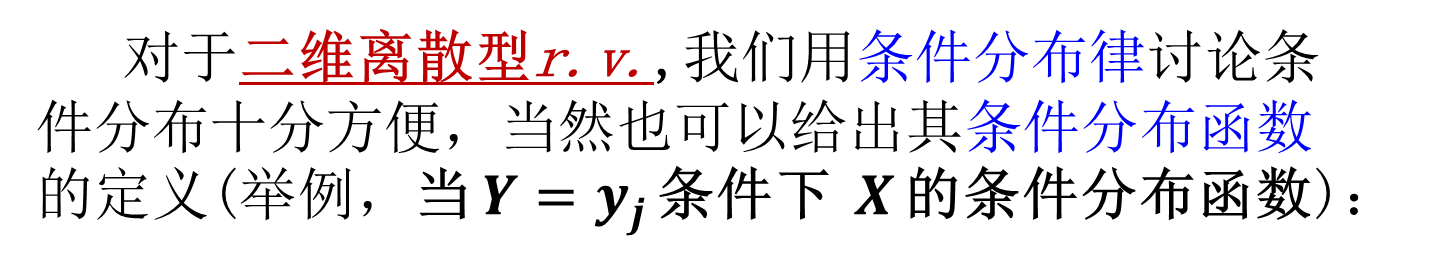 对于二维离散型r. v.,我们用条件分布律讨论条
件分布十分方便，当然也可以给出其条件分布函数
的定义(举例，当Y = y_j条件下 X的条件分布函数)：